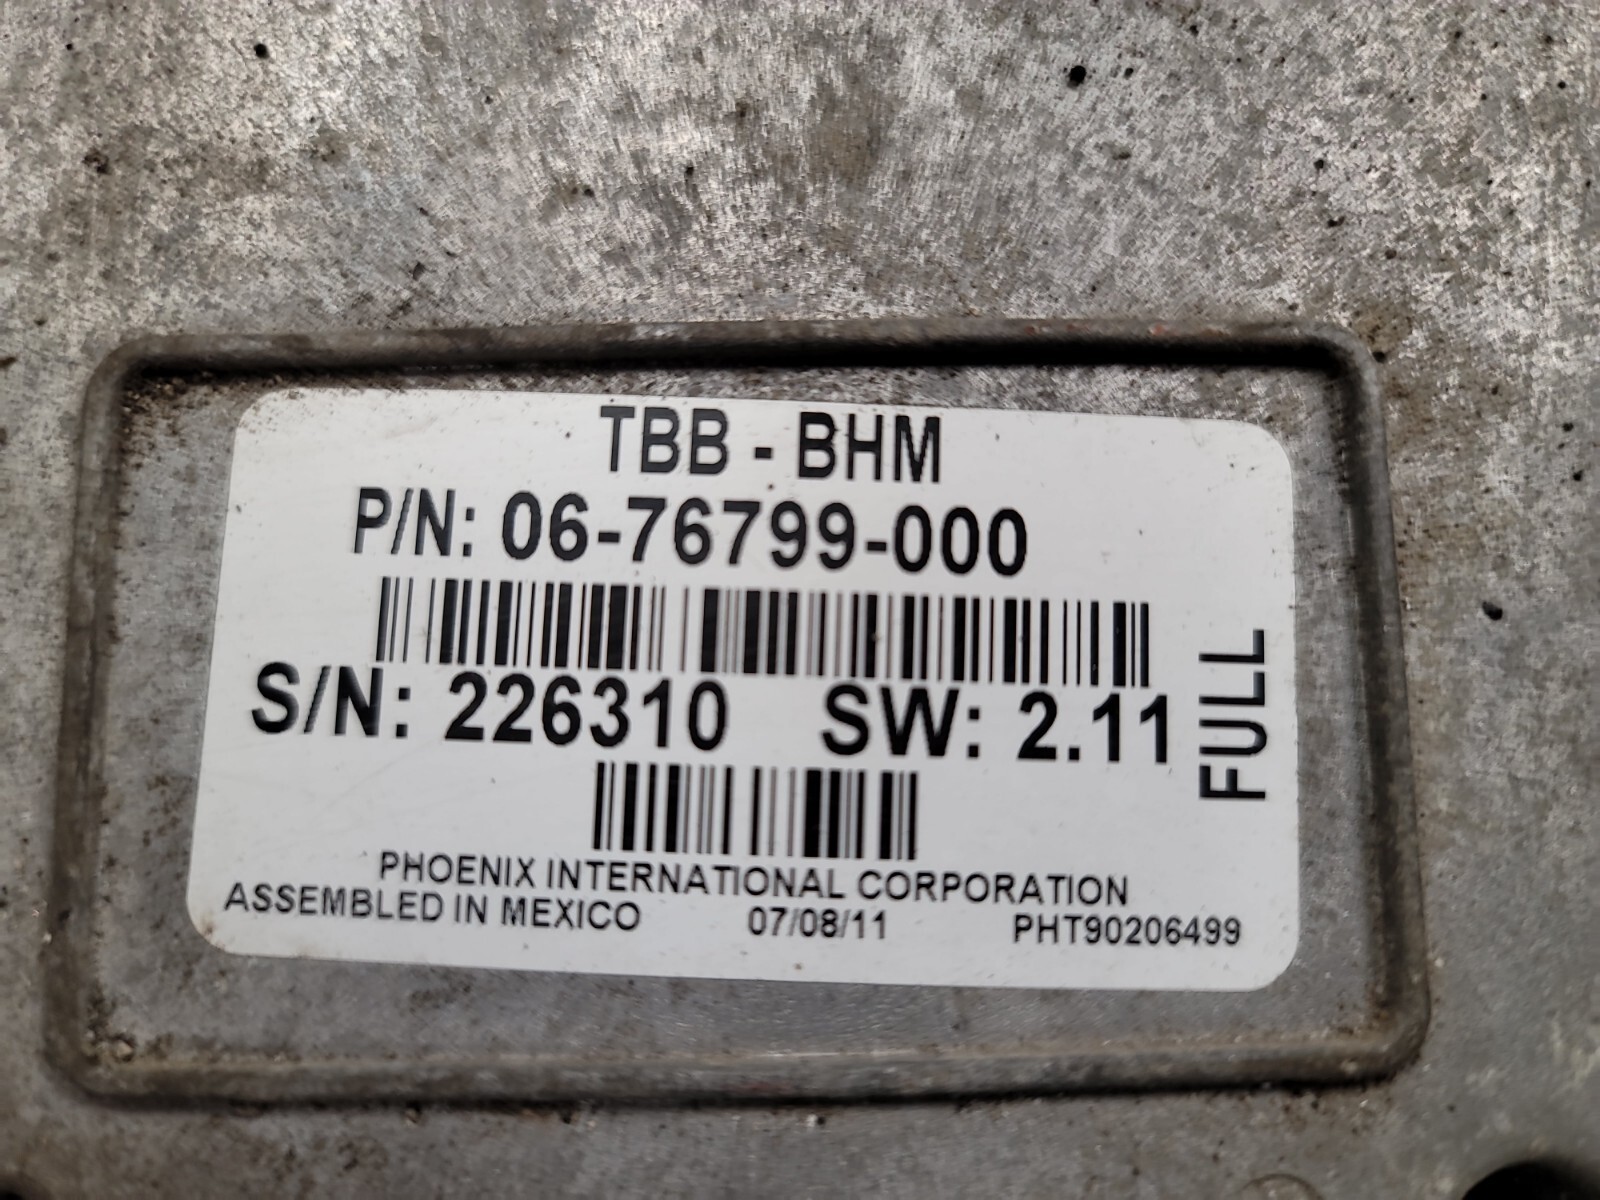 TBB - BHM
P/N: 06-76799-000
S/N: 226310 SW: 2.11
FULL
PHOENIX INTERNATIONAL CORPORATION
ASSEMBLED IN MEXICO 07/08/11 PHT90206499